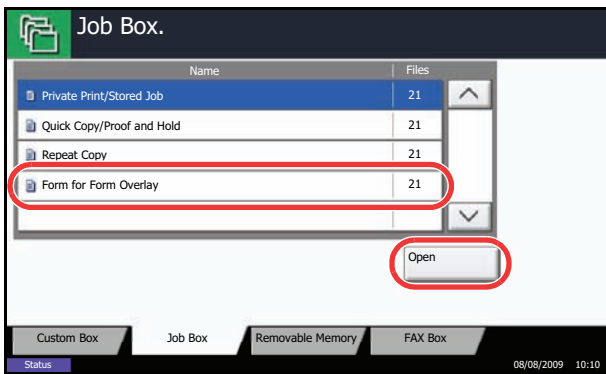 Job Box.
Name Files
Private Print/Stored Job 21
Quick Copy/Proof and Hold 21
Repeat Copy 21
Form for Form Overlay 21
Open
Custom Box Job Box Removable Memory FAX Box
Status 08/08/2009 10:10